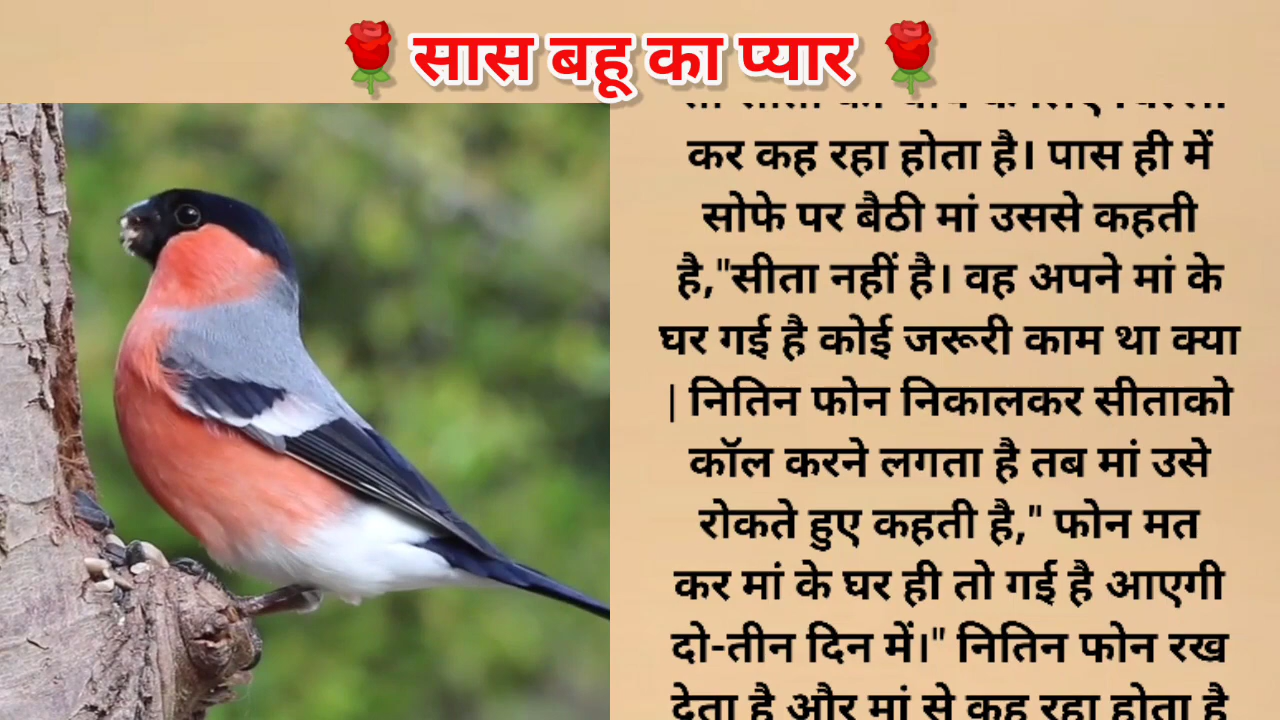 सास बहू का प्यार
कर कह रहा होता है। पास ही में
सोफे पर बैठी मां उससे कहती
है,"सीता नहीं है। वह अपने मां के
घर गई है कोई जरूरी काम था क्या
| नितिन फोन निकालकर सीताको
कॉल करने लगता है तब मां उसे
रोकते हुए कहती है," फोन मत
कर मां के घर ही तो गई है आएगी
दो-तीन दिन में।" नितिन फोन रख
देता है और मां से कह रहा होता है